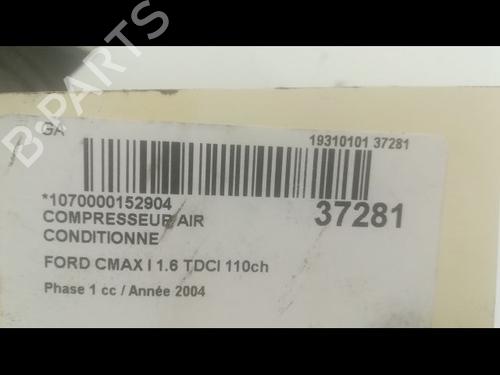 B-PARTS
GA
19310101 37281
*1070000152904
37281
COMPRESSEUR AIR
CONDITIONNE
FORD CMAX I 1.6 TDCI 110ch
Phase 1 cc / Année 2004